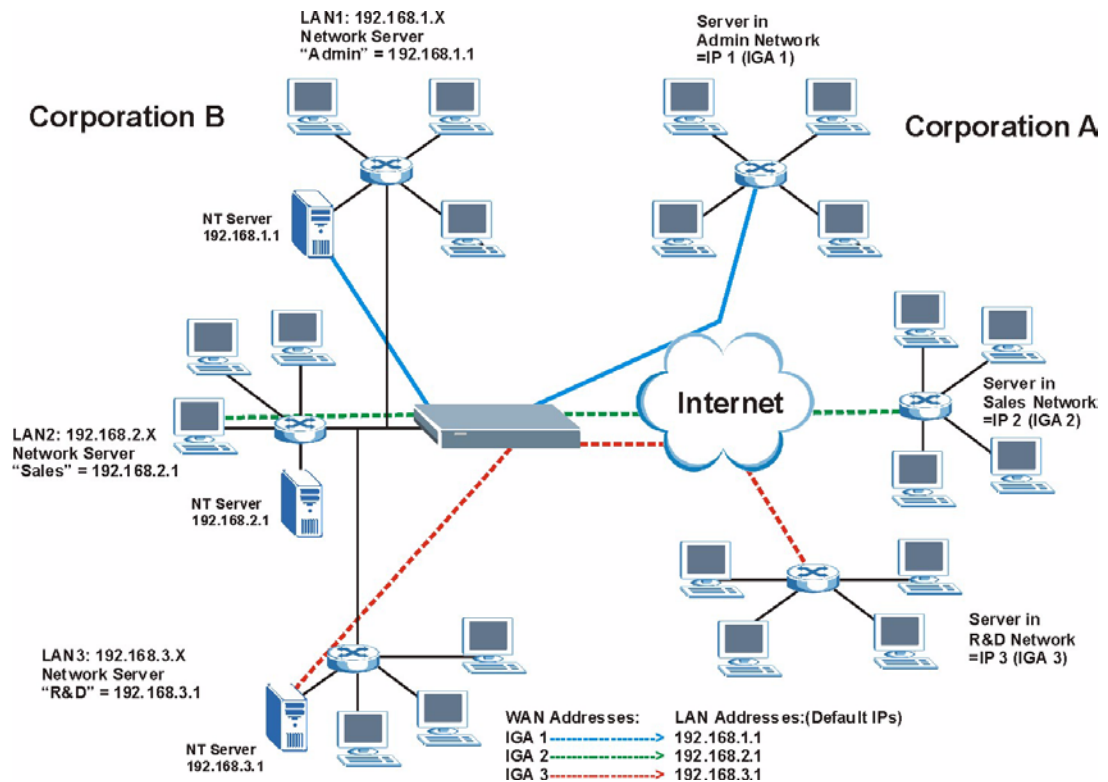 LAN1: 192.168.1.X
Network Server
“Admin” = 192.168.1.1
Server in
Admin Network
=IP 1 (IGA 1)
Corporation B
Corporation A
NT Server
192.168.1.1
Internet
Server in
Sales Network
=IP 2 (IGA 2)
LAN2: 192.168.2.X
Network Server
“Sales” = 192.168.2.1
NT Server
192.168.2.1
Server in
R&D Network
=IP 3 (IGA 3)
LAN3: 192.168.3.X
Network Server
“R&D” = 192.168.3.1
NT Server
192.168.3.1
WAN Addresses: LAN Addresses:(Default IPs)
IGA 1 192.168.1.1
IGA 2 192.168.2.1
IGA 3 192.168.3.1